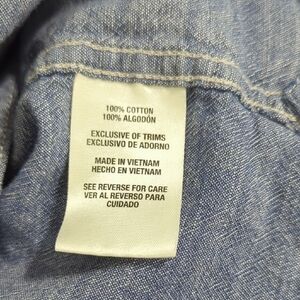 100% COTTON
100% ALGODÓN
EXCLUSIVE OF TRIMS
EXCLUSIVO DE ADORNO
MADE IN VIETNAM
HECHO EN VIETNAM
SEE REVERSE FOR CARE
VER AL REVERSO PARA
CUIDADO